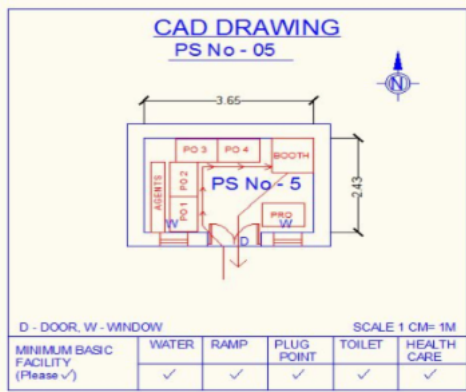 CAD DRAWING
PS No - 05
N
3.65
PO 3
PO 4
BOOTH
AGENTS
PO 2
PS No - 5
2.43
PO 1
PRO
W
W
D
D - DOOR, W - WINDOW
SCALE 1 CM= 1M
MINIMUM BASIC FACILITY (Please ✓)
WATER
RAMP
PLUG POINT
TOILET
HEALTH CARE
✓ ✓ ✓ ✓ ✓